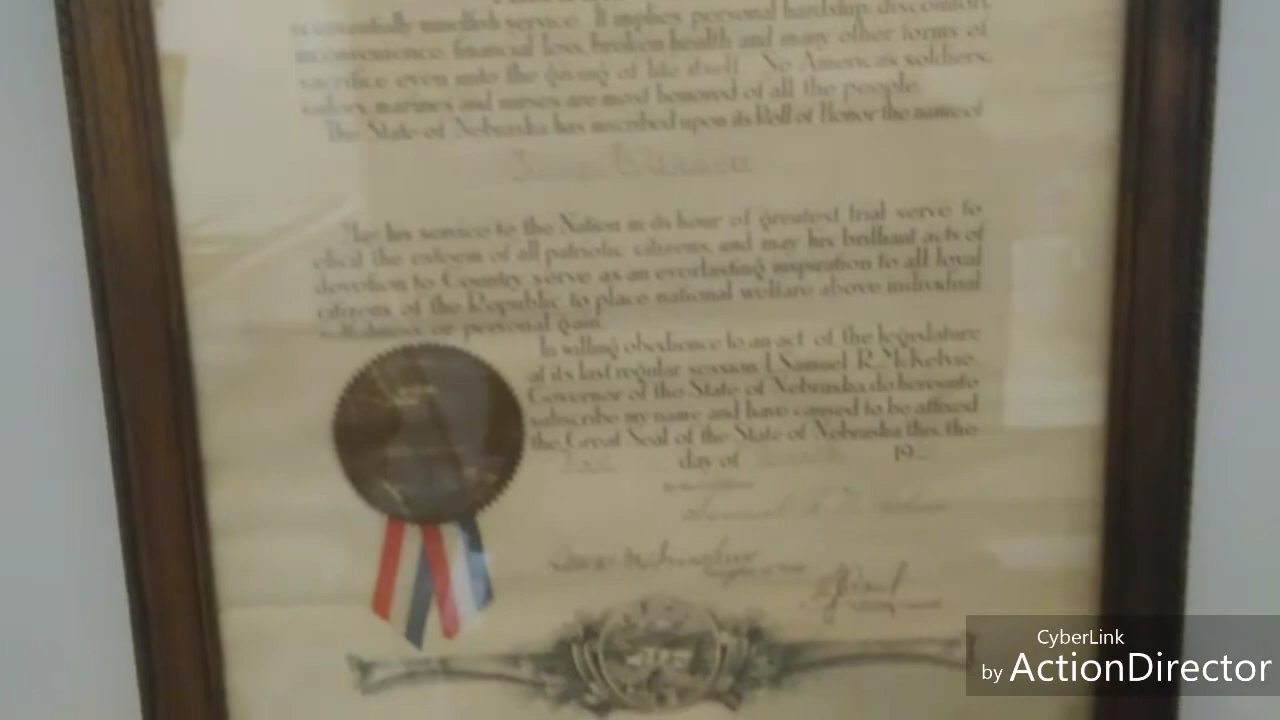 is essentially unselfish service. It implies personal hardship, discomfort,
inconvenience, financial loss, broken health and many other forms of
sacrifice even unto the giving of life itself. No America's soldiers,
sailors, marines and nurses are most honored of all the people.
The State of Nebraska has inscribed upon its Roll of Honor the name of
May his service to the Nation in its hour of greatest trial serve to
elicit the esteem of all patriotic citizens, and may his brilliant acts of
devotion to Country serve as an everlasting inspiration to all loyal
citizens of the Republic to place national welfare above individual
selfishness or personal gain.
In willing obedience to an act of the legislature
at its last regular session, I, Samuel R. McKelvie,
Governor of the State of Nebraska do hereunto
subscribe my name and have caused to be affixed
the Great Seal of the State of Nebraska this the
day of 19
CyberLink
by ActionDirector